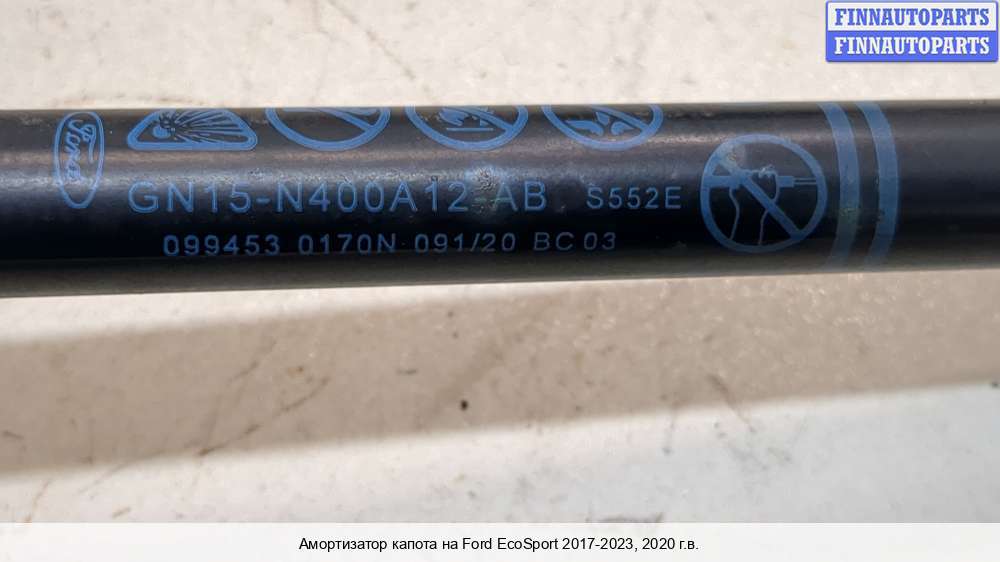 FINNAUTOPARTS
FINNAUTOPARTS
Ford
GN15-N400A12-AB S552E
099453 0170N 091/20 BC 03
Амортизатор капота на Ford EcoSport 2017-2023, 2020 г.в.